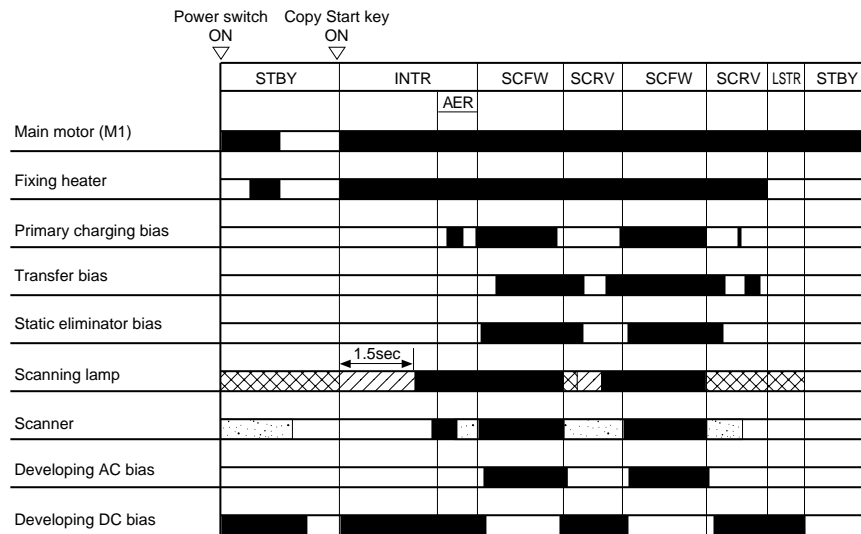 Power switch Copy Start key
ON ON
STBY INTR SCFW SCRV SCFW SCRV LSTR STBY
AER
Main motor (M1)
Fixing heater
Primary charging bias
Transfer bias
Static eliminator bias
1.5sec
Scanning lamp
Scanner
Developing AC bias
Developing DC bias